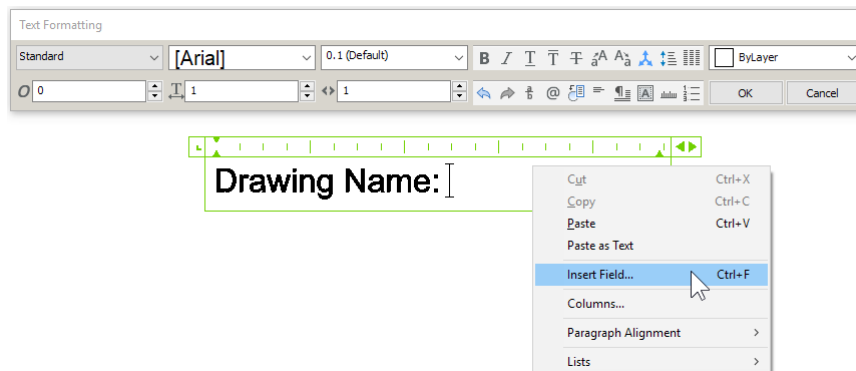 Text Formatting
Standard [Arial] 0.1 (Default) B I T T T ByLayer
O 0 T 1 1 @ A OK Cancel
Drawing Name:
Cut Ctrl+X
Copy Ctrl+C
Paste Ctrl+V
Paste as Text
Insert Field... Ctrl+F
Columns...
Paragraph Alignment
Lists